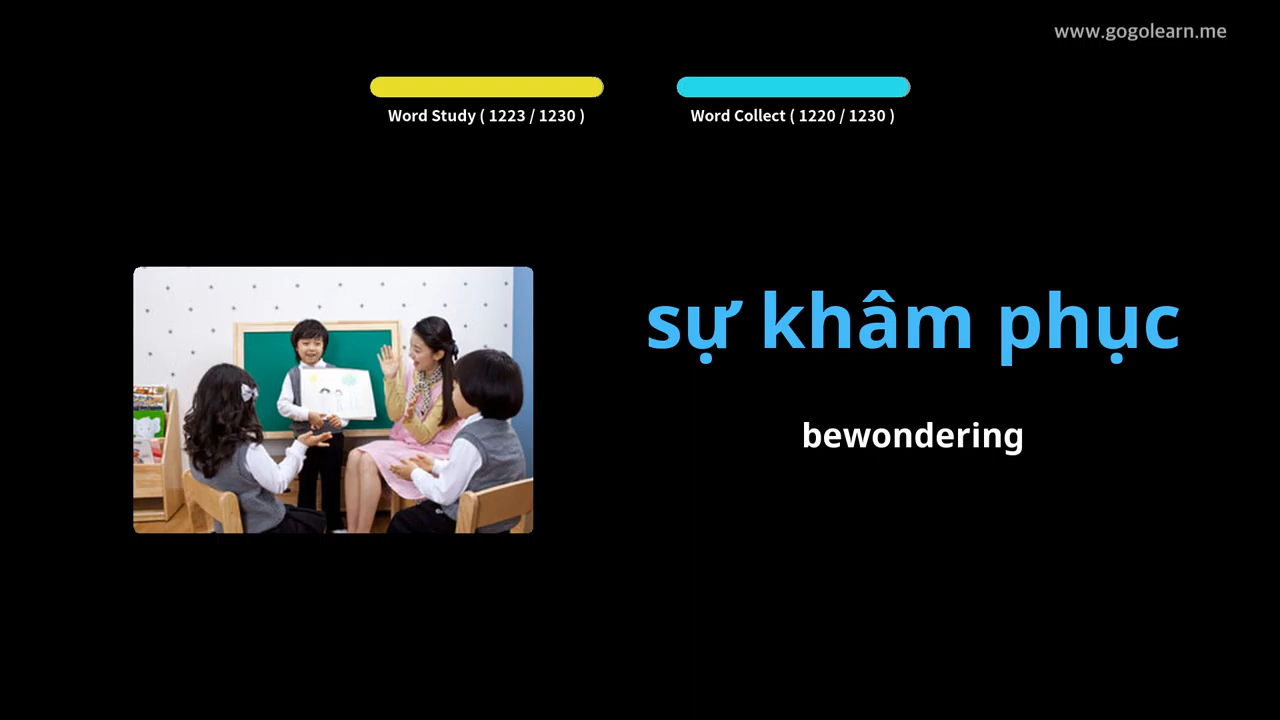 www.gogolearn.me
Word Study ( 1223 / 1230 )
Word Collect ( 1220 / 1230 )
sự khâm phục
bewondering